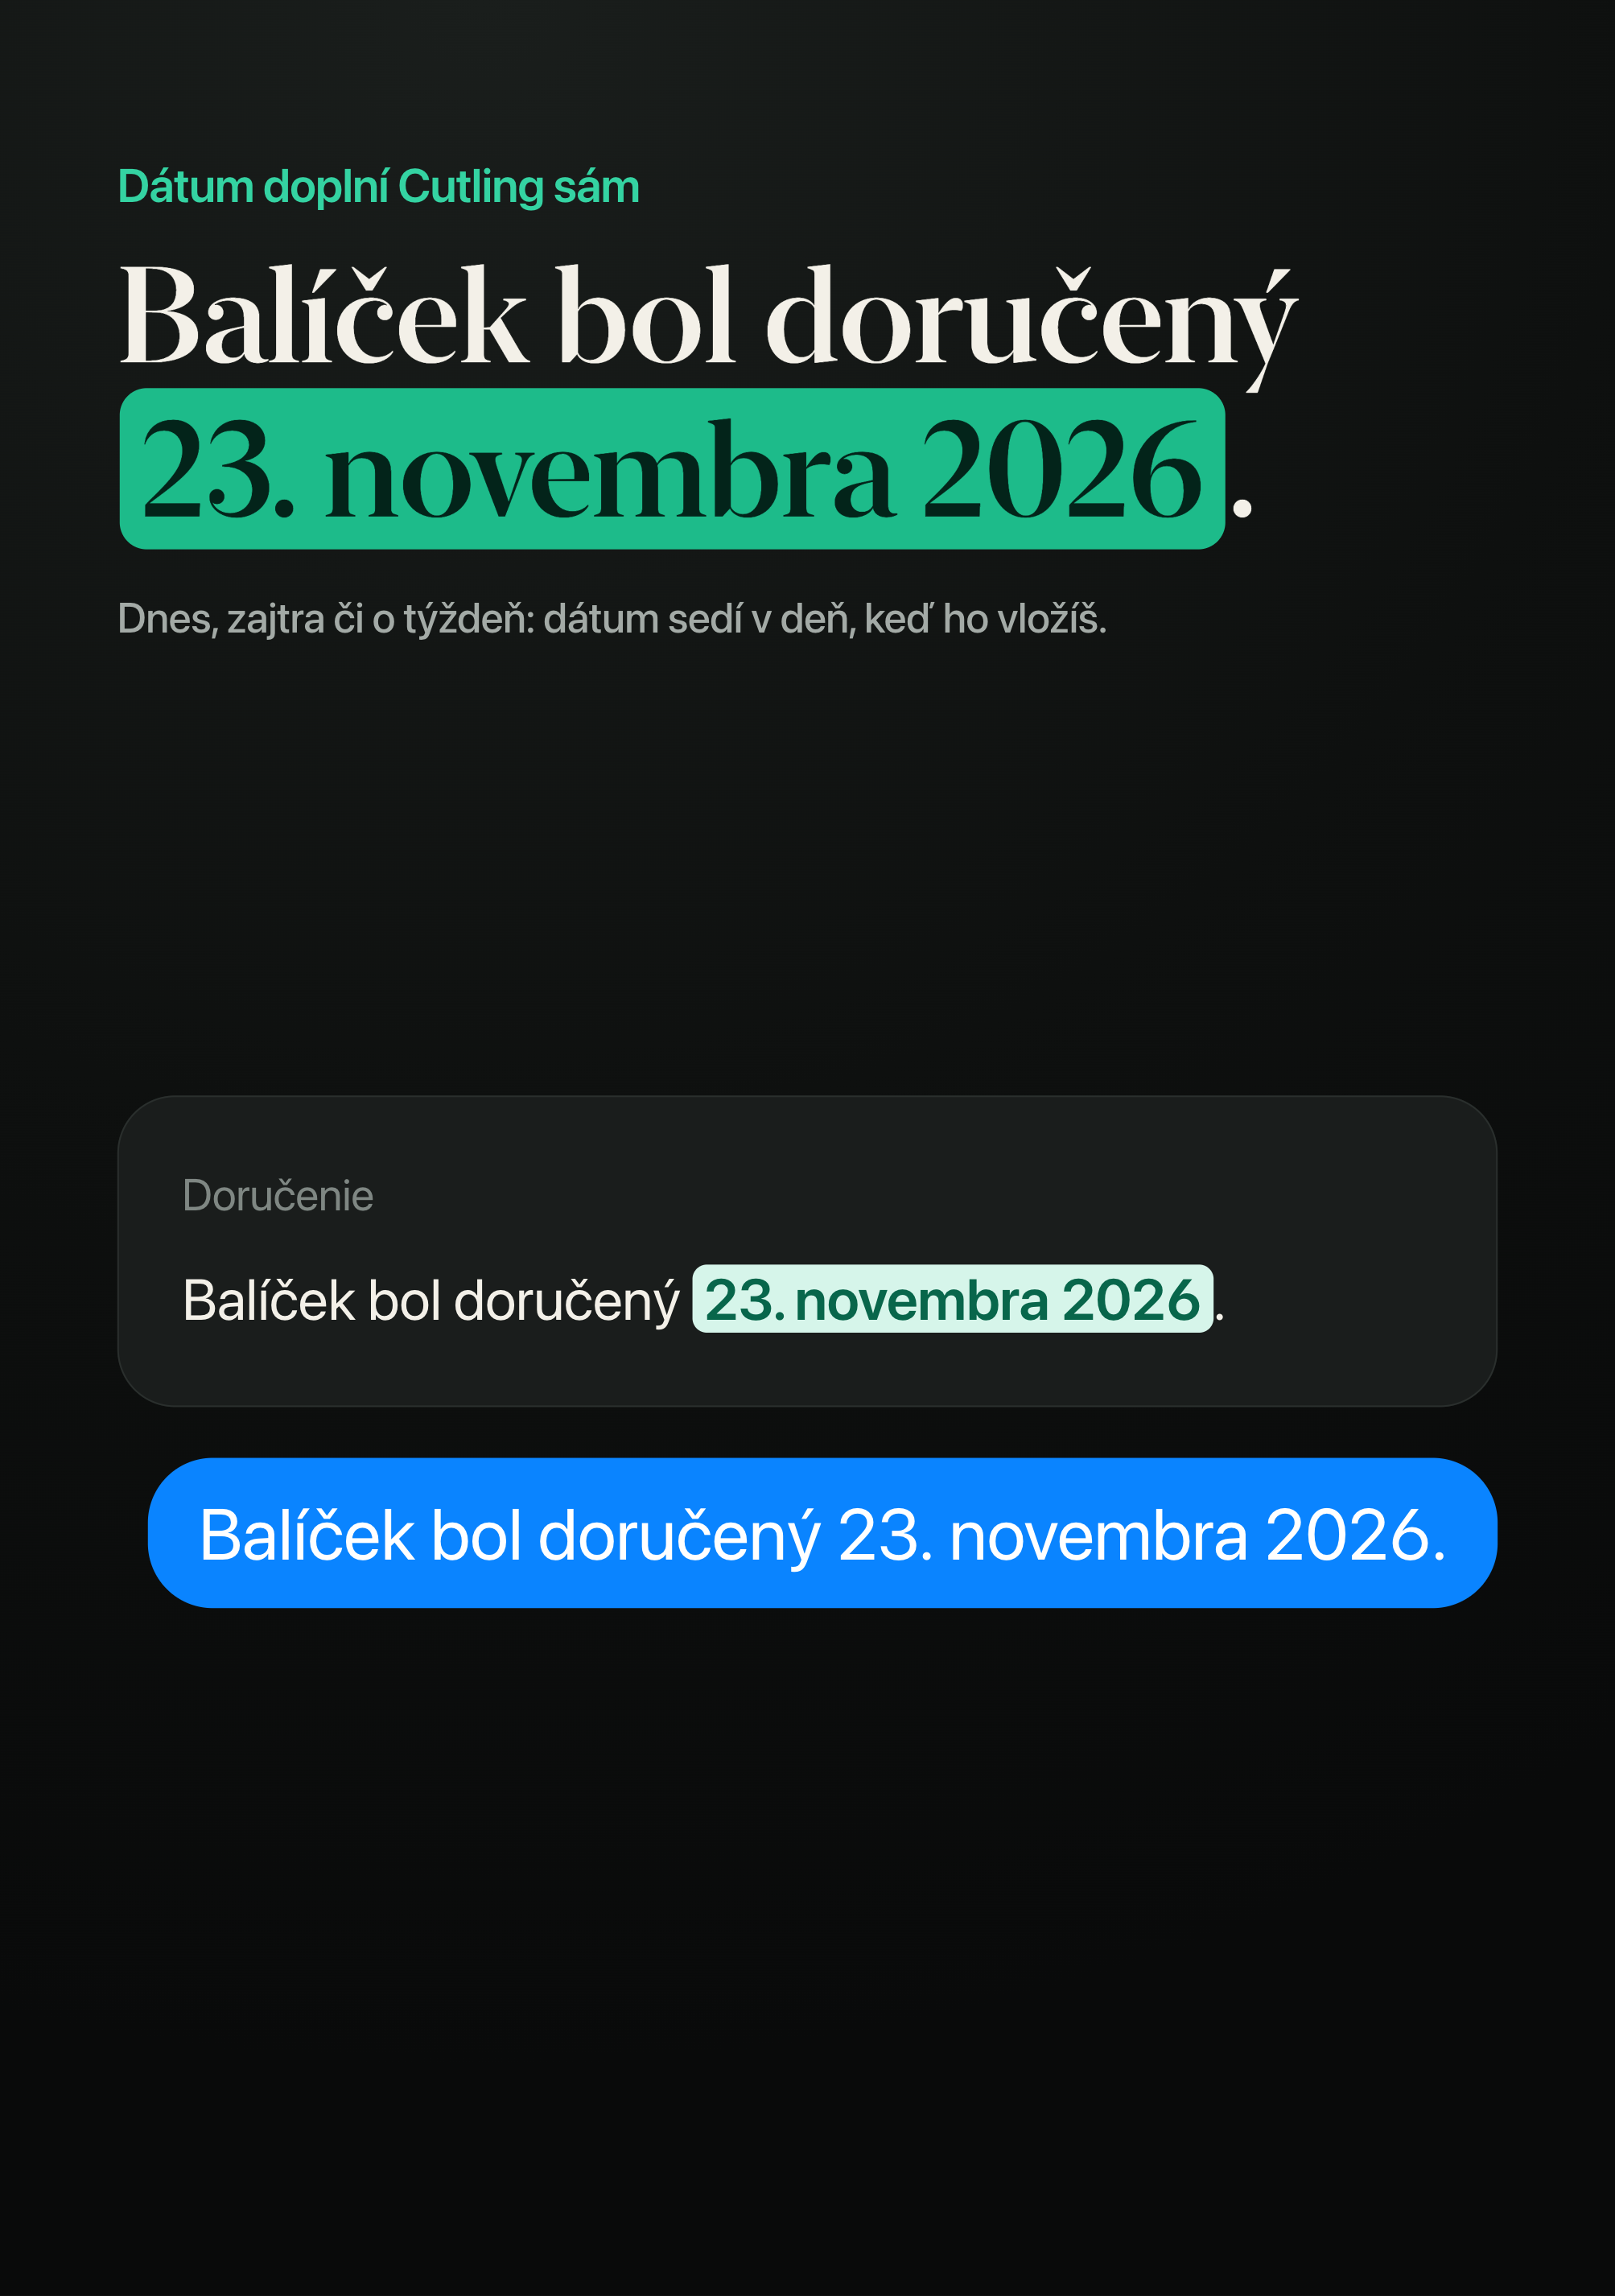 Dátum doplní Cutling sám
Balíček bol doručený
23. novembra 2026.
Dnes, zajtra či o týždeň: dátum sedí v deň, keď ho vložíš.
Doručenie
Balíček bol doručený 23. novembra 2026.
Balíček bol doručený 23. novembra 2026.